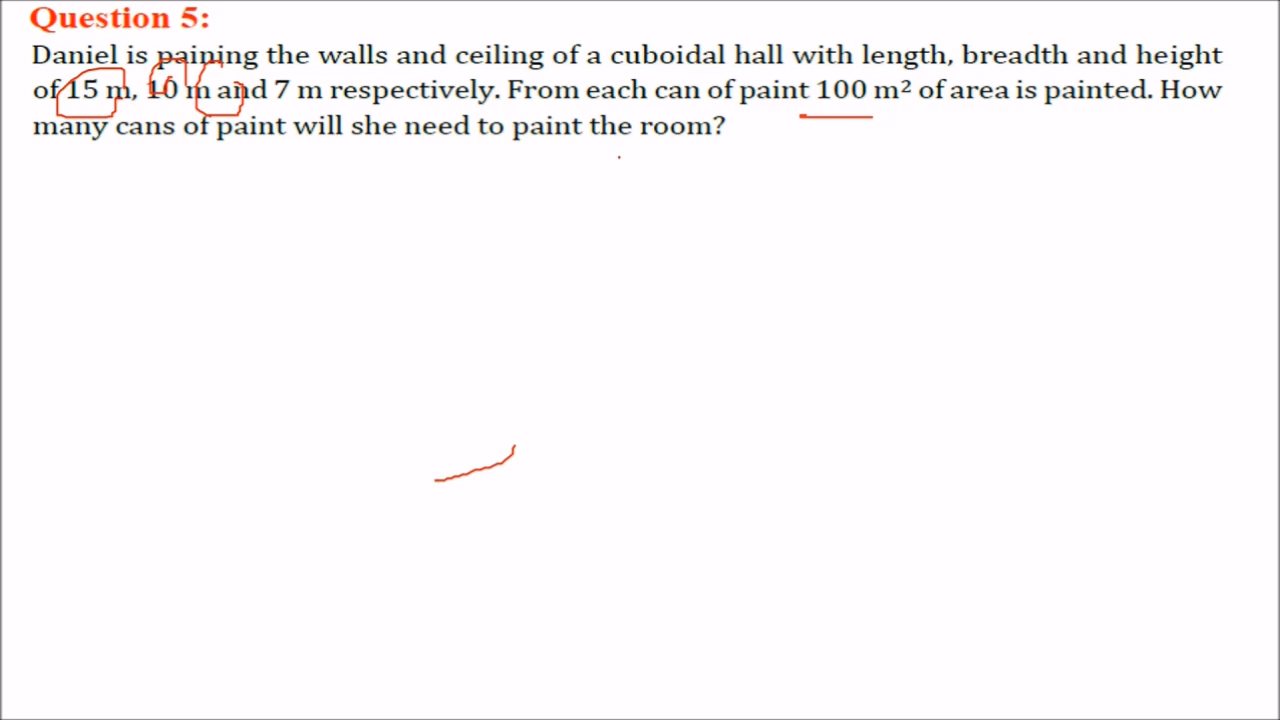 Question 5:
Daniel is paining the walls and ceiling of a cuboidal hall with length, breadth and height
of 15 m, 10 m and 7 m respectively. From each can of paint 100 m² of area is painted. How
many cans of paint will she need to paint the room?